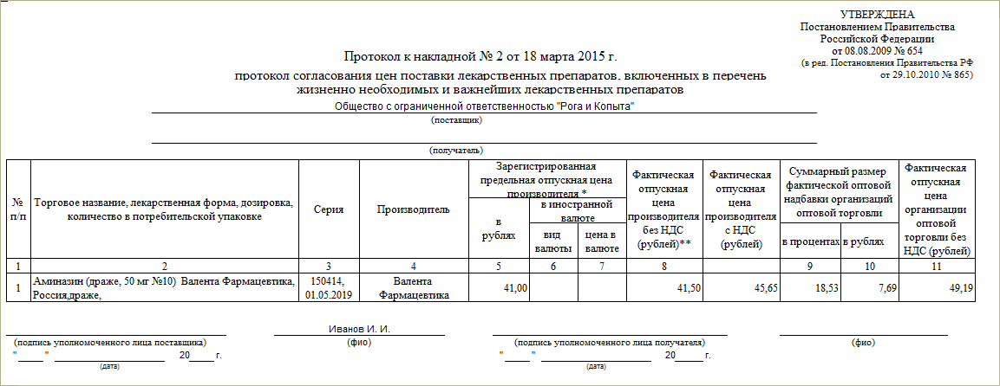 УТВЕРЖДЕНА
Постановлением Правительства
Российской Федерации
от 08.08.2009 № 654
(в ред. Постановления Правительства РФ
от 29.10.2010 № 865)
Протокол к накладной № 2 от 18 марта 2015 г.
протокол согласования цен поставки лекарственных препаратов, включенных в перечень
жизненно необходимых и важнейших лекарственных препаратов
Общество с ограниченной ответственностью "Рога и Копыта"
(поставщик)
(получатель)
№ п/п
Торговое название, лекарственная форма, дозировка,
количество в потребительской упаковке
Серия
Производитель
Зарегистрированная
предельная отпускная цена
производителя *
в
рублях
в иностранной
валюте
вид
валюты
цена в
валюте
Фактическая
отпускная
цена
производителя
без НДС
(рублей)**
Фактическая
отпускная
цена
производителя
с НДС
(рублей)
Суммарный размер
фактической оптовой
надбавки организаций
оптовой торговли
в процентах
в рублях
Фактическая
отпускная
цена
организации
оптовой
торговли без
НДС (рублей)
1 2 3 4 5 6 7 8 9 10 11
1 Аминазин (драже, 50 мг №10) Валента Фармацевтика, 150414, Валента 41,00 41,50 45,65 18,53 7,69 49,19
Россия,драже, 01.05.2019 Фармацевтика
Иванов И. И.
(подпись уполномоченного лица поставщика) (фио) (подпись уполномоченного лица получателя) (фио)
"____" ____________ 20____ г. "____" ____________ 20____ г.
(дата) (дата)